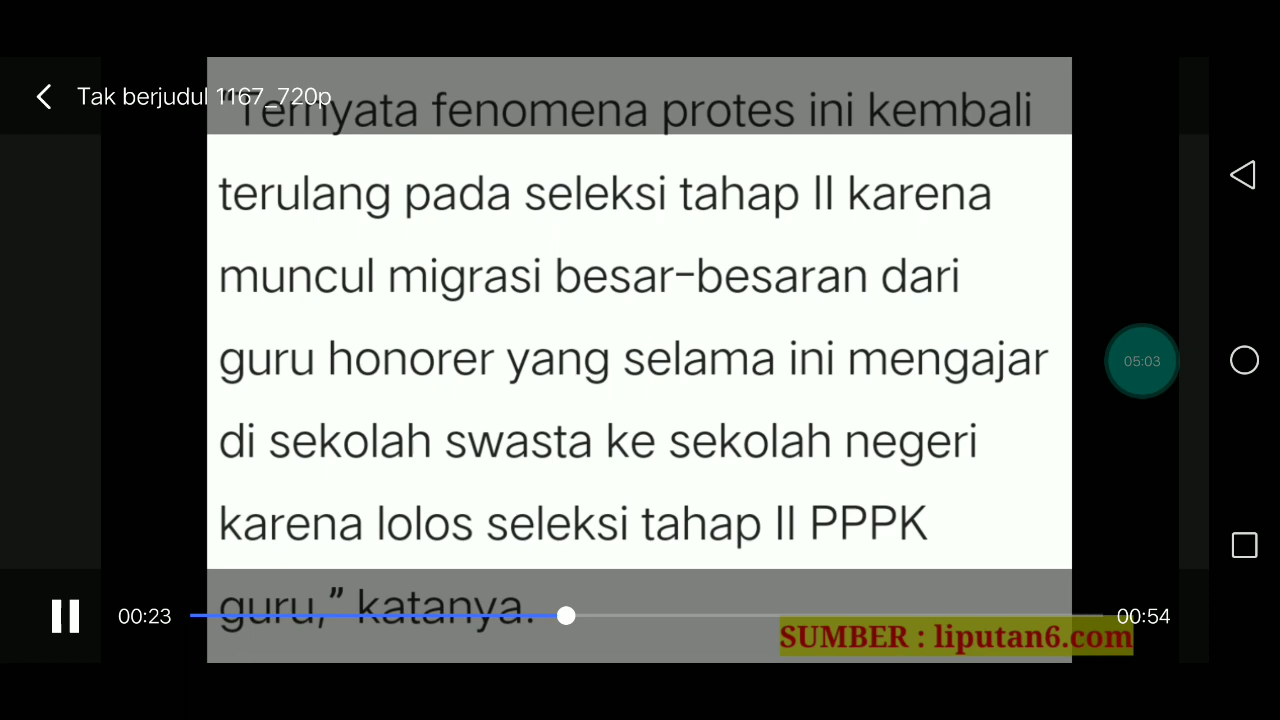 Tak berjudul 1167_720p
"Ternyata fenomena protes ini kembali
terulang pada seleksi tahap II karena
muncul migrasi besar-besaran dari
guru honorer yang selama ini mengajar
di sekolah swasta ke sekolah negeri
karena lolos seleksi tahap II PPPK
guru," katanya.
05:03
00:23
00:54
SUMBER : liputan6.com